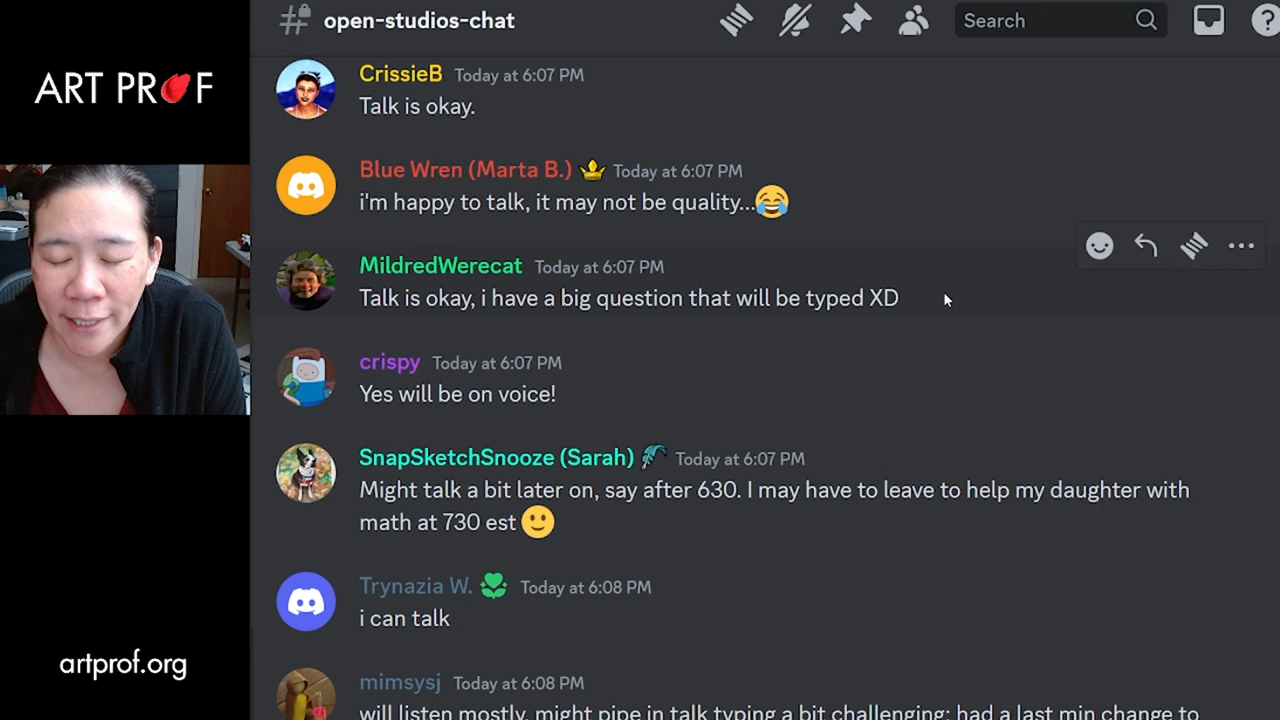 open-studios-chat
Search
ART PROF
CrissieB Today at 6:07 PM
Talk is okay.
Blue Wren (Marta B.) Today at 6:07 PM
i'm happy to talk, it may not be quality...😂
MildredWerecat Today at 6:07 PM
Talk is okay, i have a big question that will be typed XD
crispy Today at 6:07 PM
Yes will be on voice!
SnapSketchSnooze (Sarah) Today at 6:07 PM
Might talk a bit later on, say after 630. I may have to leave to help my daughter with
math at 730 est 🙂
Trynazia W. Today at 6:08 PM
i can talk
artprof.org
mimsysj Today at 6:08 PM
will listen mostly, might pipe in talk typing a bit challenging; had a last min change to